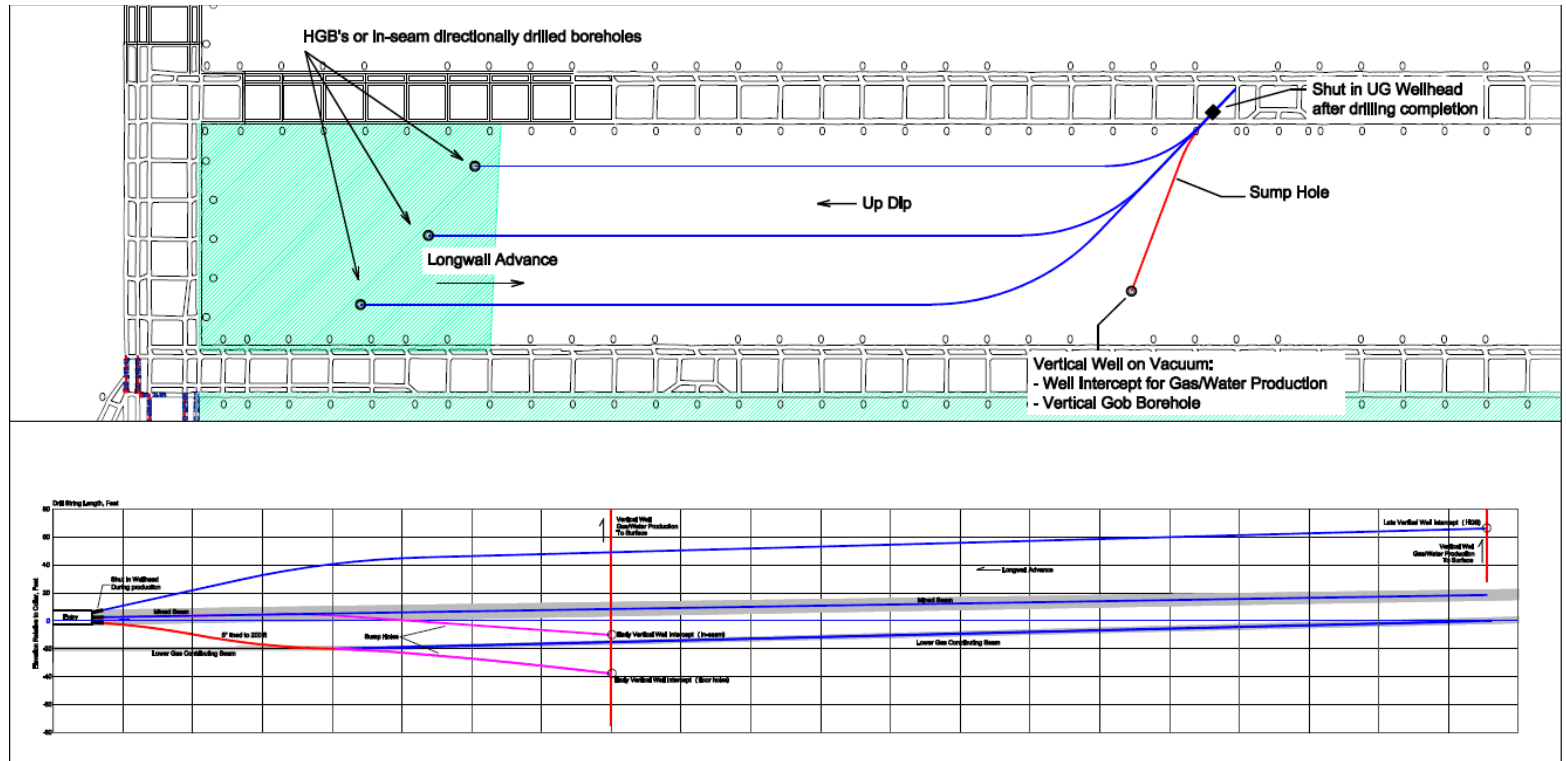 HGB's or in-seam directionally drilled boreholes
Shut in UG Wellhead
after drilling completion
Up Dip
Sump Hole
Longwall Advance
Vertical Well on Vacuum:
- Well Intercept for Gas/Water Production
- Vertical Gob Borehole
Drill String Length, Feet
Elevation Relative to Collar, Feet
80
60
40
20
0
-20
-40
-60
-80
Vertical Well
Gas/Water Production
To Surface
Late Vertical Well Intercept (HGB)
Vertical Well
Gas/Water Production
To Surface
Shut in Wellhead
During production
Longwall Advance
Entry
Mined Seam
Mined Seam
Sump Holes
Early Vertical Well Intercept (in-seam)
Lower Gas Contributing Seam
Lower Gas Contributing Seam
Early Vertical Well Intercept (floor holes)